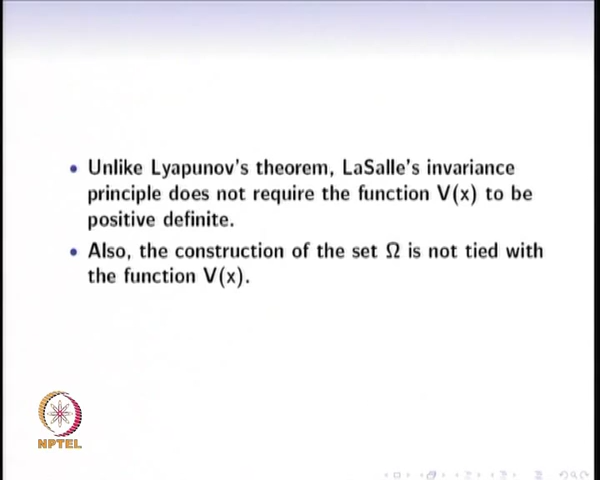 • Unlike Lyapunov's theorem, LaSalle's invariance
principle does not require the function V(x) to be
positive definite.
• Also, the construction of the set Ω is not tied with
the function V(x).
NPTEL